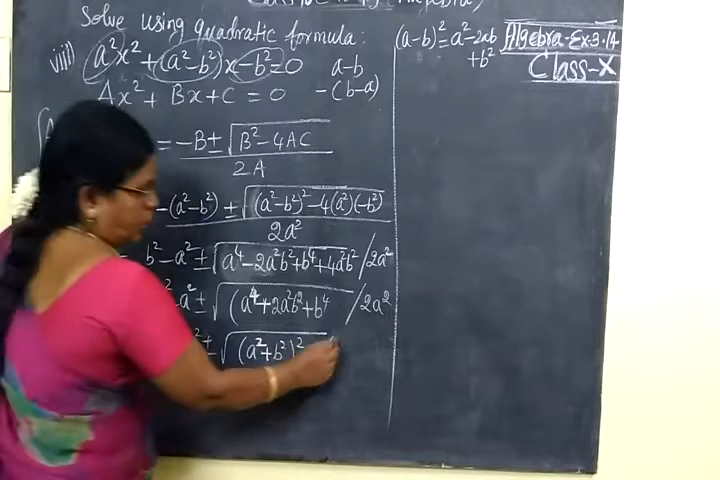 Solve using quadratic formula:
viii) a²x² + (a²-b²)x - b² = 0
a-b
Ax² + Bx + C = 0
-(b-a)
= -B ± √B² - 4AC
2A
-(a²-b²) ± √(a²-b²)² - 4(a²)(-b²)
2a²
b² - a² ± √a⁴ - 2a²b² + b⁴ + 4a²b² / 2a²
a² ± √(a⁴ + 2a²b² + b⁴ / 2a²
± √(a² + b²)²
(a-b)² = a² - 2ab
+ b²
Algebra - Ex 3.14
Class - X